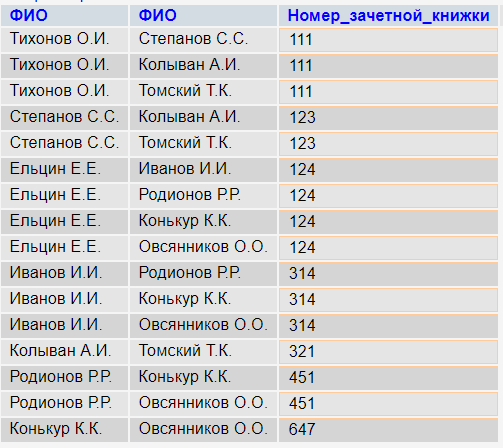 ФИО ФИО Номер_зачетной_книжки
Тихонов О.И. Степанов С.С. 111
Тихонов О.И. Колыван А.И. 111
Тихонов О.И. Томский Т.К. 111
Степанов С.С. Колыван А.И. 123
Степанов С.С. Томский Т.К. 123
Ельцин Е.Е. Иванов И.И. 124
Ельцин Е.Е. Родионов Р.Р. 124
Ельцин Е.Е. Конькур К.К. 124
Ельцин Е.Е. Овсянников О.О. 124
Иванов И.И. Родионов Р.Р. 314
Иванов И.И. Конькур К.К. 314
Иванов И.И. Овсянников О.О. 314
Колыван А.И. Томский Т.К. 321
Родионов Р.Р. Конькур К.К. 451
Родионов Р.Р. Овсянников О.О. 451
Конькур К.К. Овсянников О.О. 647